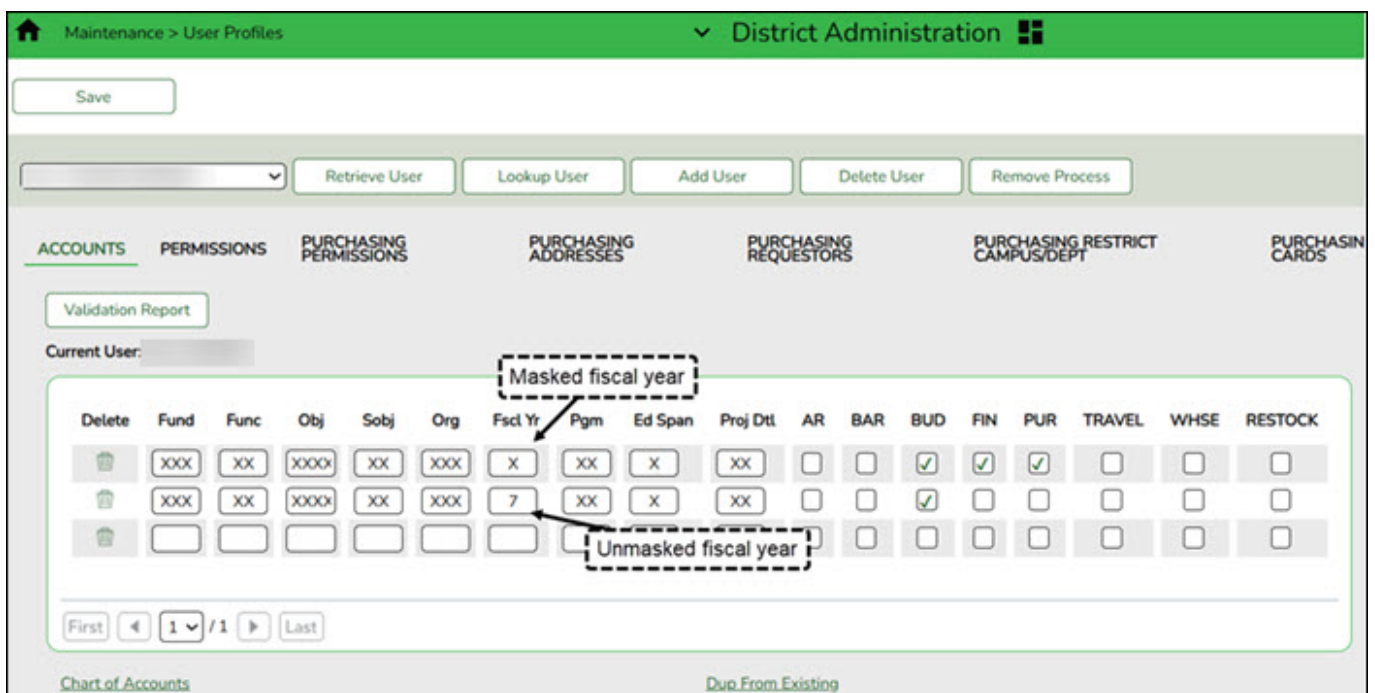 Maintenance > User Profiles District Administration
Save
Retrieve User Lookup User Add User Delete User Remove Process
ACCOUNTS PERMISSIONS PURCHASING PERMISSIONS PURCHASING ADDRESSES PURCHASING REQUESTORS PURCHASING RESTRICT CAMPUS/DEPT PURCHASIN CARDS
Validation Report
Current User:
Masked fiscal year
Delete Fund Func Obj Sobj Org Fscl Yr Pgm Ed Span Proj Dtl AR BAR BUD FIN PUR TRAVEL WHSE RESTOCK
XXX XX XXXX XX XXX X XX X XX
XXX XX XXXX XX XXX 7 XX X XX
Unmasked fiscal year
First 1 / 1 Last
Chart of Accounts Dup From Existing